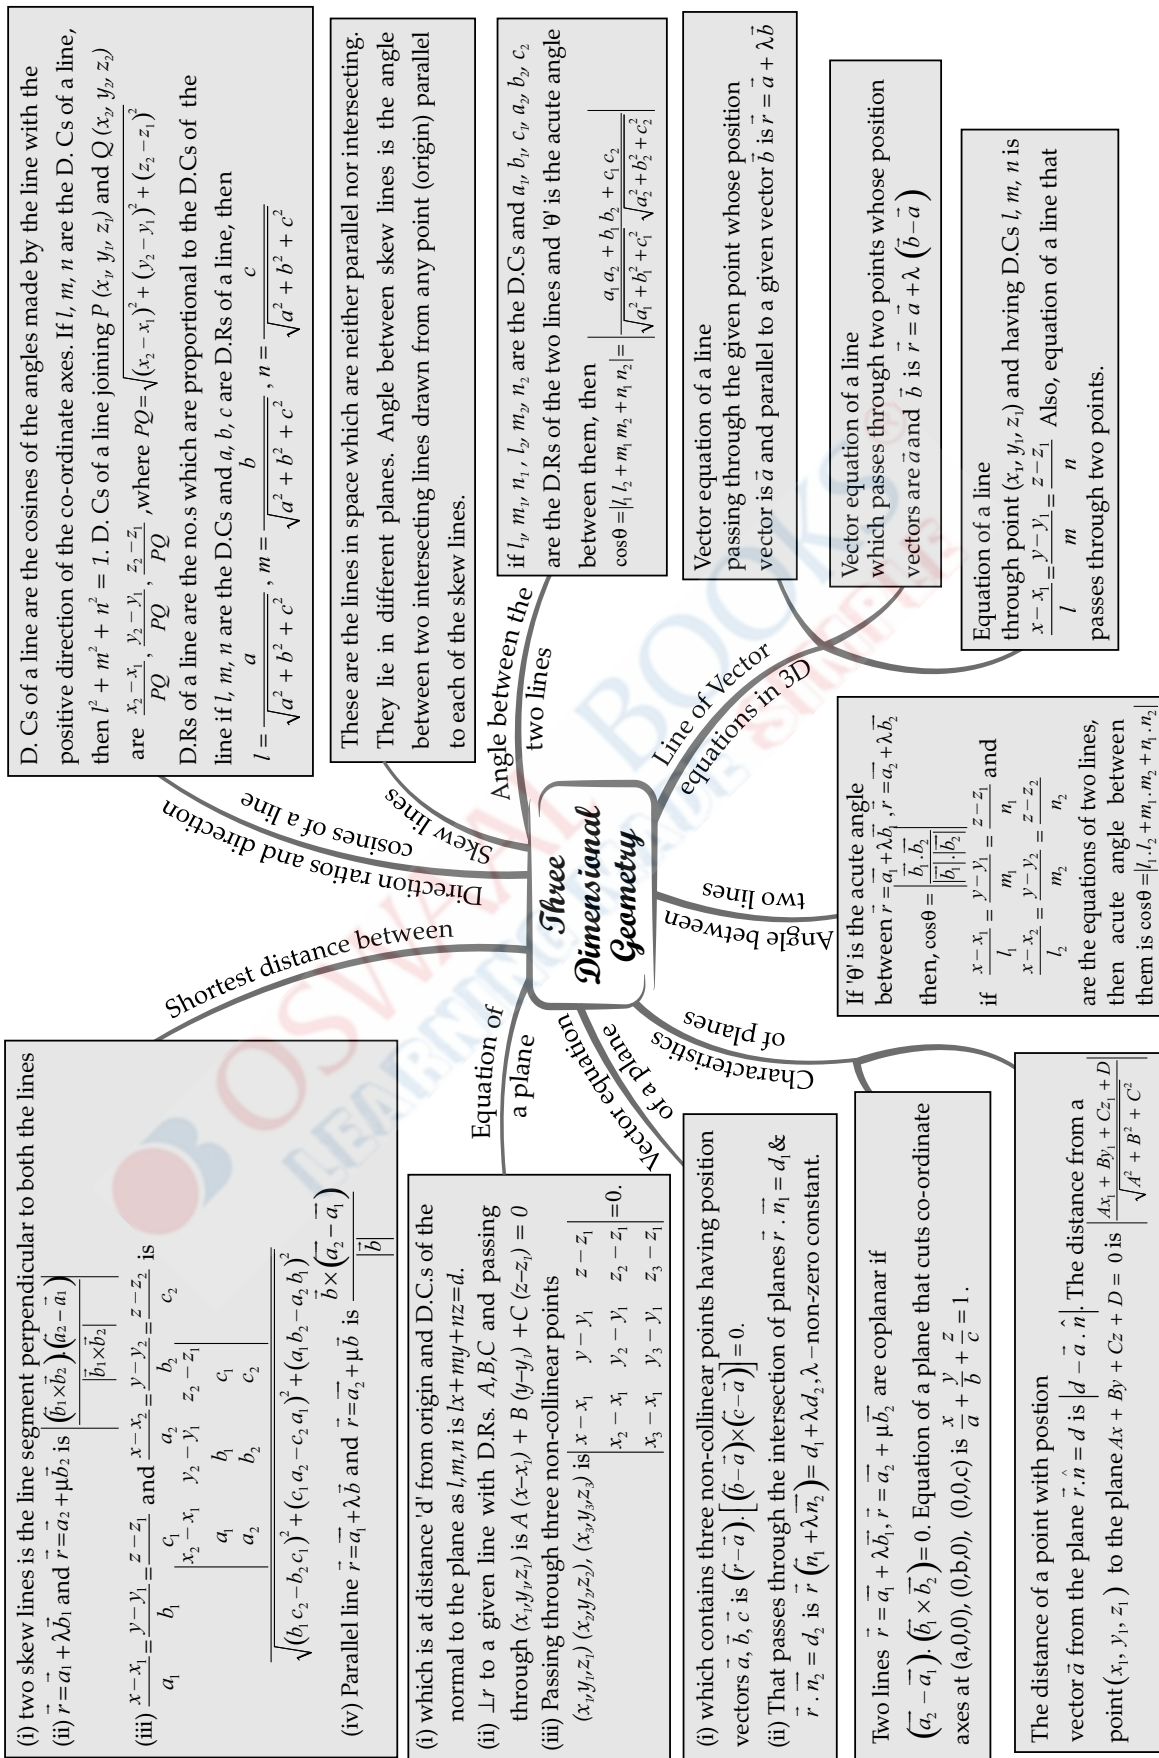 D. Cs of a line are the cosines of the angles made by the line with the
positive direction of the co-ordinate axes. If l, m, n are the D. Cs of a line,
then l² + m² + n² = 1. D. Cs of a line joining P (x₁, y₁, z₁) and Q (x₂, y₂, z₂)
are (x₂ − x₁)/PQ, (y₂ − y₁)/PQ, (z₂ − z₁)/PQ ,where PQ = √((x₂ − x₁)² + (y₂ − y₁)² + (z₂ − z₁)²)
D.Rs of a line are the no.s which are proportional to the D.Cs of the
line if l, m, n are the D.Cs and a, b, c are D.Rs of a line, then
l = a/√(a² + b² + c²), m = b/√(a² + b² + c²), n = c/√(a² + b² + c²)
Direction ratios and direction
cosines of a line
These are the lines in space which are neither parallel nor intersecting.
They lie in different planes. Angle between skew lines is the angle
between two intersecting lines drawn from any point (origin) parallel
to each of the skew lines.
Skew lines
if l₁, m₁, n₁, l₂, m₂, n₂ are the D.Cs and a₁, b₁, c₁, a₂, b₂, c₂
are the D.Rs of the two lines and 'θ' is the acute angle
between them, then
cosθ = |l₁ l₂ + m₁ m₂ + n₁ n₂| = |(a₁ a₂ + b₁ b₂ + c₁ c₂)/(√(a₁² + b₁² + c₁²) √(a₂² + b₂² + c₂²))|
Angle between the
two lines
Vector equation of a line
passing through the given point whose position
vector is a⃗ and parallel to a given vector b⃗ is r⃗ = a⃗ + λb⃗
Vector equation of a line
which passes through two points whose position
vectors are a⃗ and b⃗ is r⃗ = a⃗ + λ (b⃗ − a⃗)
Equation of a line
through point (x₁, y₁, z₁) and having D.Cs l, m, n is
(x − x₁)/l = (y − y₁)/m = (z − z₁)/n Also, equation of a line that
passes through two points.
Line of Vector
equations in 3D
Three
Dimensional
Geometry
If 'θ' is the acute angle
between r⃗ = a⃗₁ + λb⃗₁, r⃗ = a⃗₂ + λb⃗₂
then, cosθ = |b⃗₁.b⃗₂/(|b⃗₁|.|b⃗₂|)|
if (x − x₁)/l₁ = (y − y₁)/m₁ = (z − z₁)/n₁ and
(x − x₂)/l₂ = (y − y₂)/m₂ = (z − z₂)/n₂
are the equations of two lines,
then acute angle between
them is cosθ = |l₁.l₂ + m₁.m₂ + n₁.n₂|
Angle between
two lines
Shortest distance between
(i) two skew lines is the line segment perpendicular to both the lines
(ii) r⃗ = a⃗₁ + λb⃗₁ and r⃗ = a⃗₂ + μb⃗₂ is |(b⃗₁ × b⃗₂).(a⃗₂ − a⃗₁)/|b⃗₁ × b⃗₂||
(iii) (x − x₁)/a₁ = (y − y₁)/b₁ = (z − z₁)/c₁ and (x − x₂)/a₂ = (y − y₂)/b₂ = (z − z₂)/c₂ is
| x₂ − x₁ y₂ − y₁ z₂ − z₁ |
| a₁ b₁ c₁ |
| a₂ b₂ c₂ |
√((b₁c₂ − b₂c₁)² + (c₁a₂ − c₂a₁)² + (a₁b₂ − a₂b₁)²)
(iv) Parallel line r⃗ = a⃗₁ + λb⃗ and r⃗ = a⃗₂ + μb⃗ is b⃗ × (a⃗₂ − a⃗₁)/|b⃗|
Equation of
a plane
(i) which is at distance 'd' from origin and D.C.s of the
normal to the plane as l,m,n is lx+my+nz=d.
(ii) ⊥r to a given line with D.Rs. A,B,C and passing
through (x₁,y₁,z₁) is A (x−x₁) + B (y−y₁) +C (z−z₁) = 0
(iii) Passing through three non-collinear points
(x₁,y₁,z₁) (x₂,y₂,z₂), (x₃,y₃,z₃) is
| x − x₁ y − y₁ z − z₁ |
| x₂ − x₁ y₂ − y₁ z₂ − z₁ | =0.
| x₃ − x₁ y₃ − y₁ z₃ − z₁ |
Vector equation
of a plane
(i) which contains three non-collinear points having position
vectors a⃗, b⃗, c⃗ is (r⃗ − a⃗).[(b⃗ − a⃗)×(c⃗ − a⃗)] = 0.
(ii) That passes through the intersection of planes r⃗ . n⃗₁ = d₁ &
r⃗ . n⃗₂ = d₂ is r⃗ (n⃗₁ + λn⃗₂) = d₁ + λd₂, λ−non-zero constant.
Characteristics
of planes
Two lines r⃗ = a⃗₁ + λb⃗₁, r⃗ = a⃗₂ + μb⃗₂ are coplanar if
(a⃗₂ − a⃗₁).(b⃗₁ × b⃗₂) = 0. Equation of a plane that cuts co-ordinate
axes at (a,0,0), (0,b,0), (0,0,c) is x/a + y/b + z/c = 1.
The distance of a point with postion
vector a⃗ from the plane r⃗.n̂ = d is |d − a⃗.n̂|. The distance from a
point (x₁, y₁, z₁) to the plane Ax + By + Cz + D = 0 is |(Ax₁ + By₁ + Cz₁ + D)/√(A² + B² + C²)|
OSWAAL BOOKS®
LEARNING MADE SIMPLE